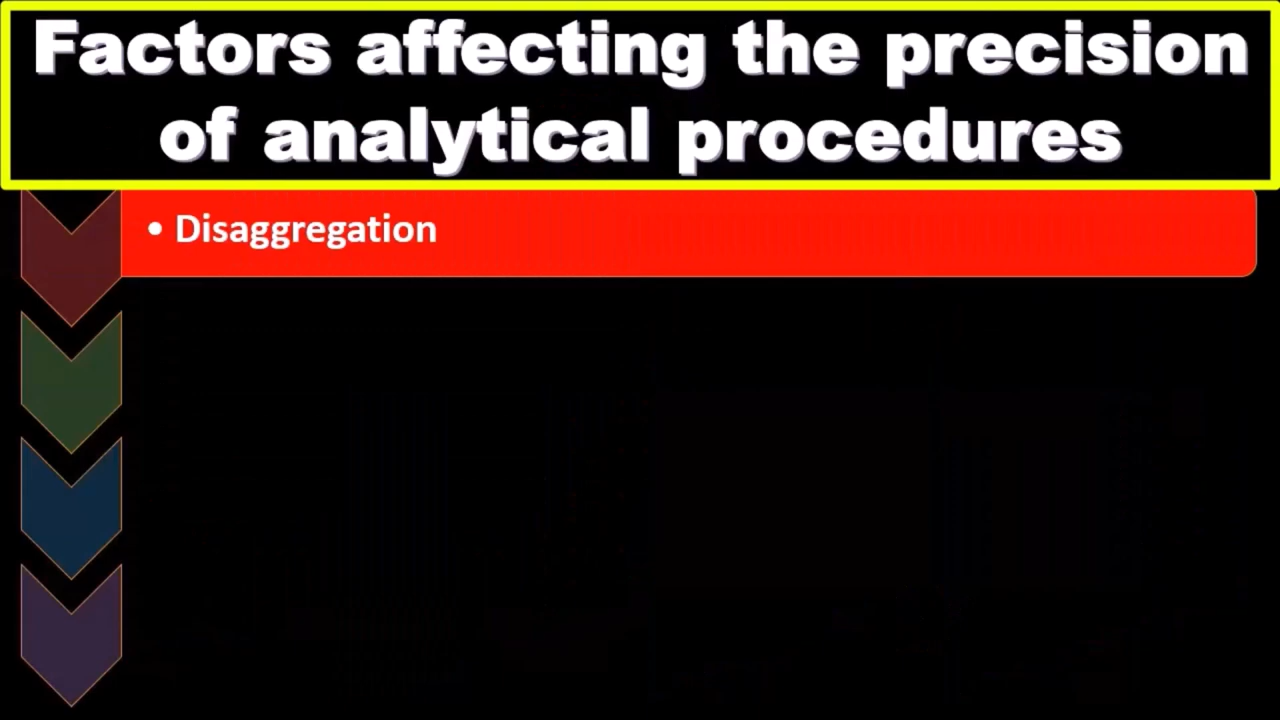 Factors affecting the precision
of analytical procedures
• Disaggregation